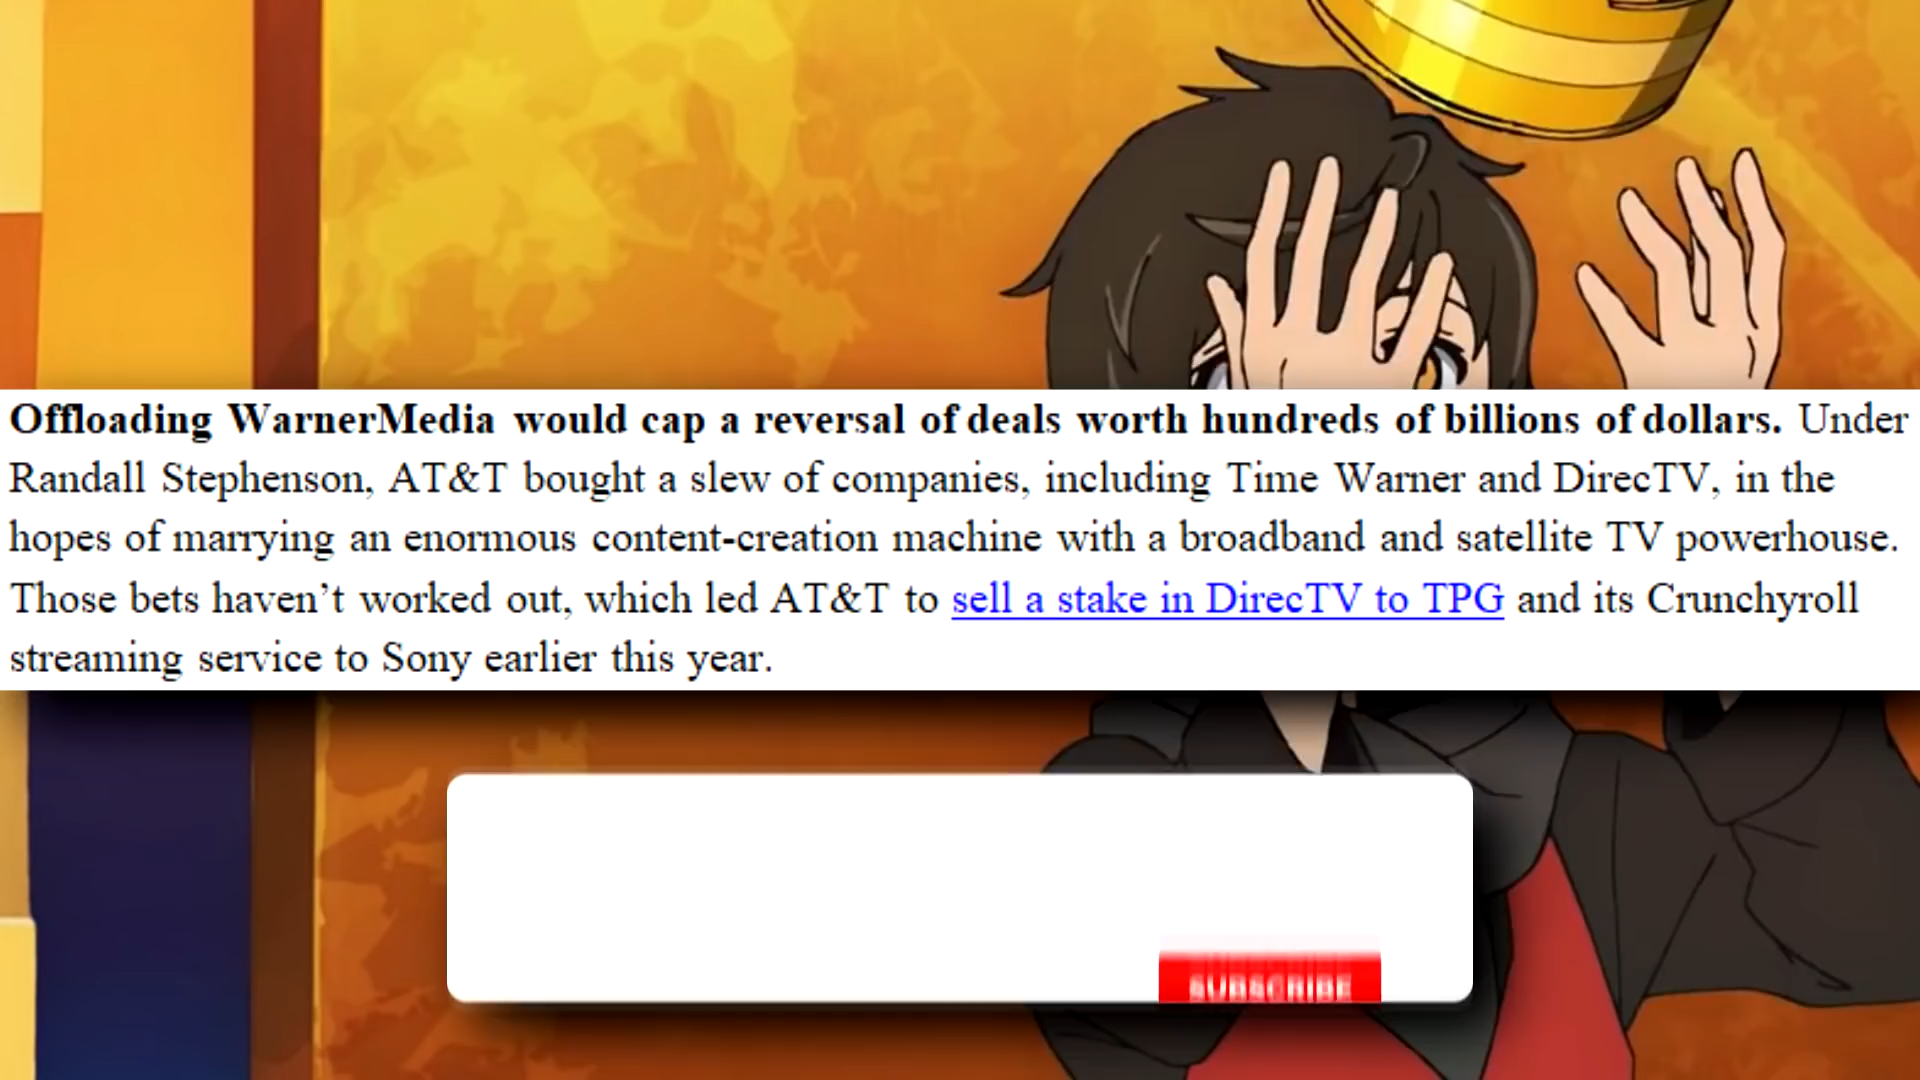 Offloading WarnerMedia would cap a reversal of deals worth hundreds of billions of dollars. Under
Randall Stephenson, AT&T bought a slew of companies, including Time Warner and DirecTV, in the
hopes of marrying an enormous content-creation machine with a broadband and satellite TV powerhouse.
Those bets haven’t worked out, which led AT&T to sell a stake in DirecTV to TPG and its Crunchyroll
streaming service to Sony earlier this year.
SUBSCRIBE